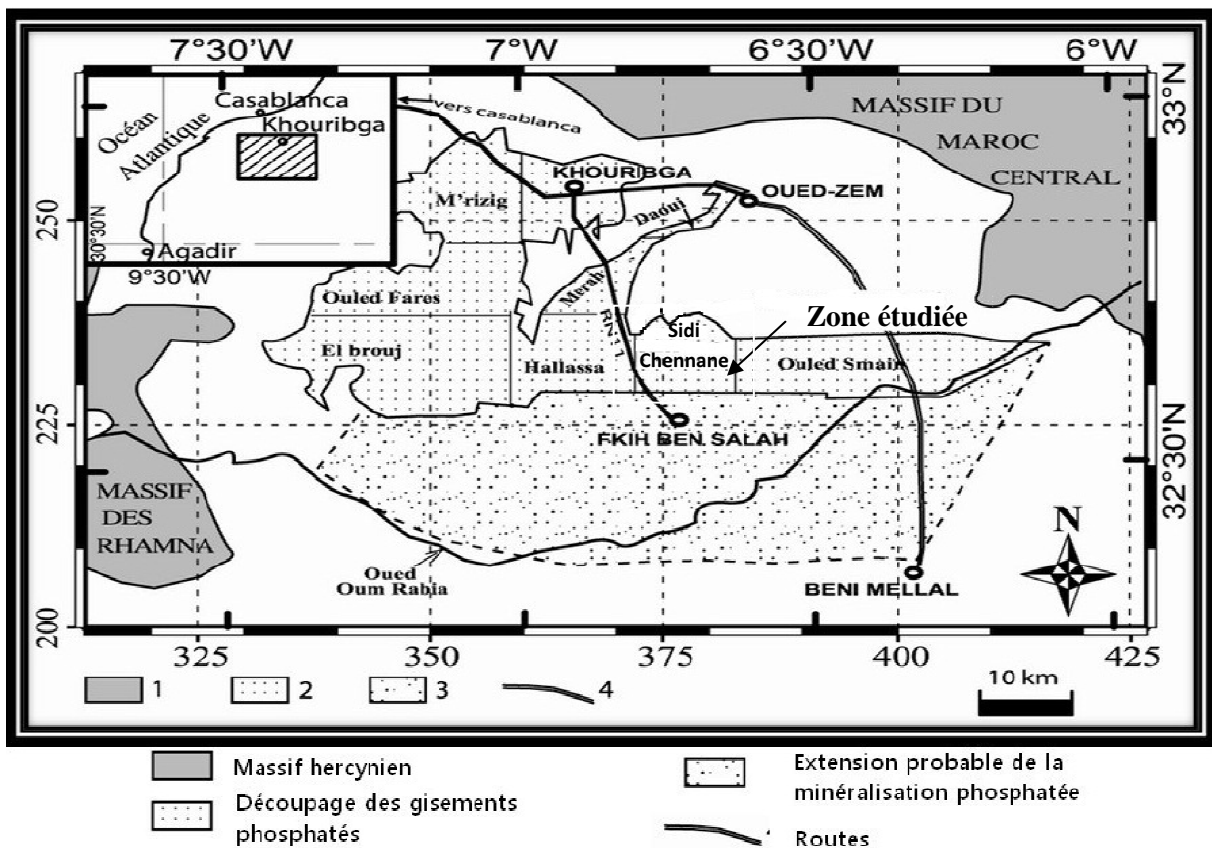 7°30'W
7°W
6°30'W
6°W
33°N
32°30'N
250
225
200
325
350
375
400
425
Océan
Atlantique
Casablanca
Khouribga
Agadir
30°30'N
9°30'W
vers casablanca
MASSIF DU
MAROC
CENTRAL
KHOURIBGA
OUED-ZEM
M'rizig
Daoui
Merah
Ouled Fares
El brouj
Hallassa
RN 11
Sidi
Chennane
Zone étudiée
Ouled Smain
FKIH BEN SALAH
MASSIF
DES
RHAMNA
Oued
Oum Rabia
BENI MELLAL
N
1
2
3
4
10 km
Massif hercynien
Découpage des gisements
phosphatés
Extension probable de la
minéralisation phosphatée
Routes